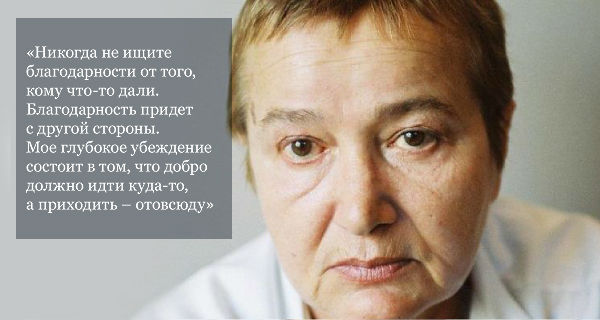 «Никогда не ищите
благодарности от того,
кому что-то дали.
Благодарность придет
с другой стороны.
Мое глубокое убеждение
состоит в том, что добро
должно идти куда-то,
а приходить – отовсюду»